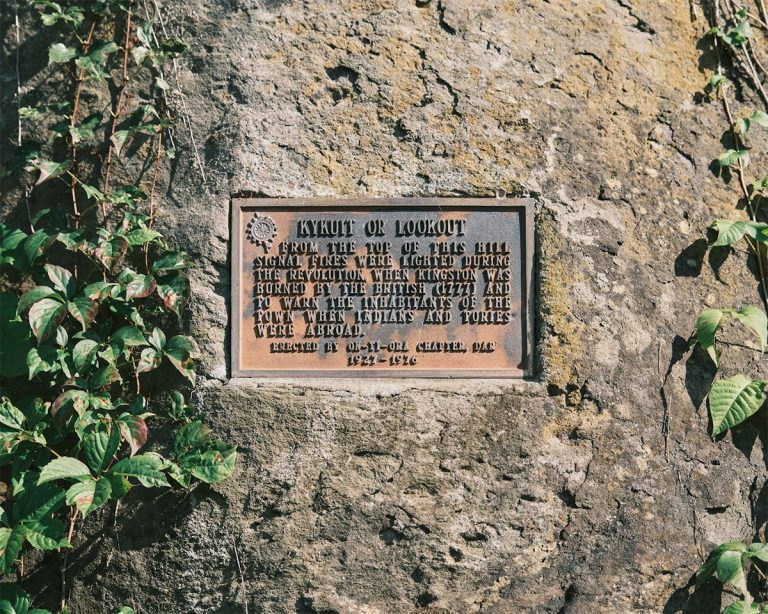 KYKUIT OR LOOKOUT
FROM THE TOP OF THIS HILL
SIGNAL FIRES WERE LIGHTED DURING
THE REVOLUTION WHEN KINGSTON WAS
BURNED BY THE BRITISH (1777) AND
TO WARN THE INHABITANTS OF THE
TOWN WHEN INDIANS AND TORIES
WERE ABROAD.
ERECTED BY ON-TI-ORA CHAPTER DAR
1927-1976